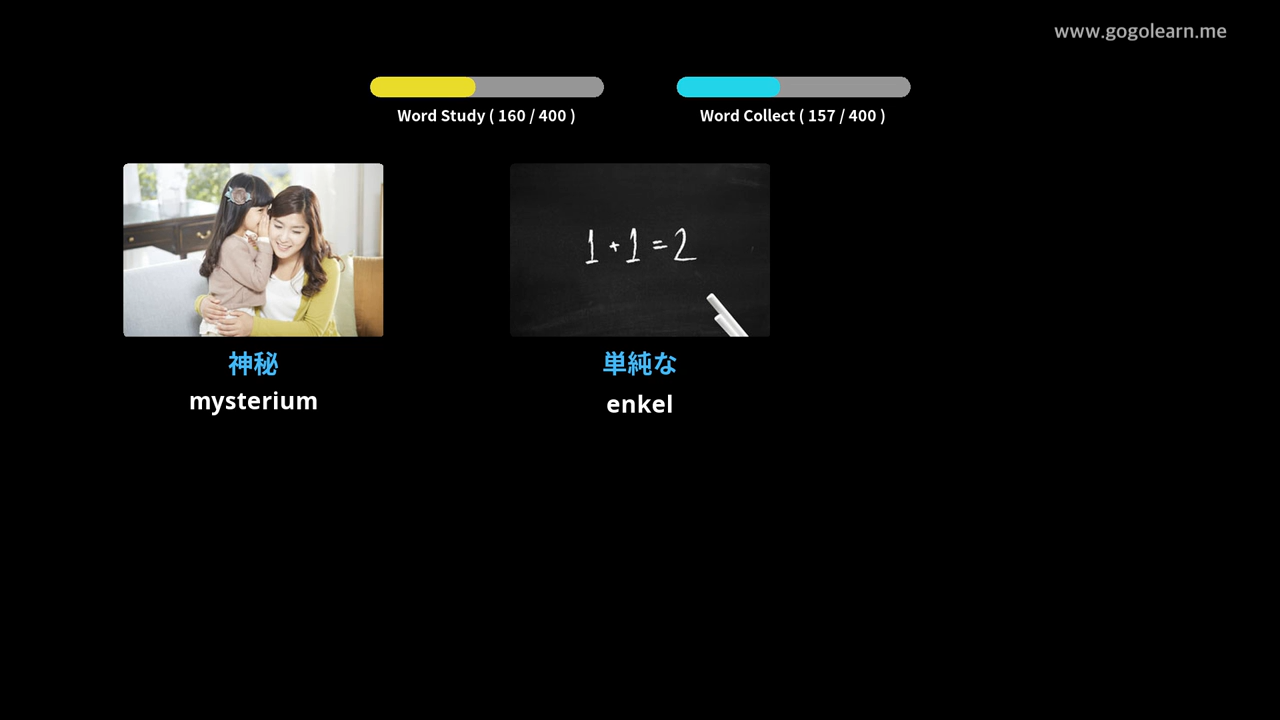 www.gogolearn.me
Word Study ( 160 / 400 )
Word Collect ( 157 / 400 )
1+1=2
神秘
mysterium
単純な
enkel